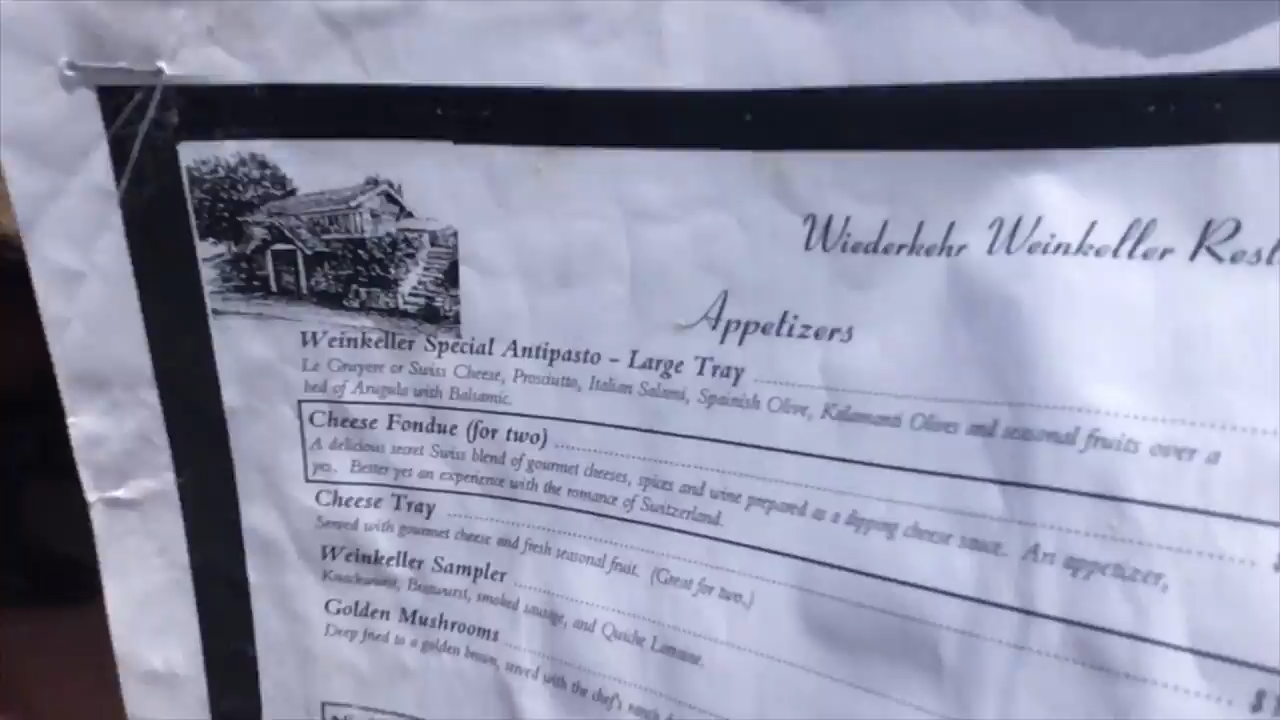 Wiederkehr Weinkeller Rest
Appetizers
Weinkeller Special Antipasto - Large Tray
Le Gruyere or Swiss Cheese, Prosciutto, Italian Salami, Spainish Olive, Kalamanti Olives and seasonal fruits over a
bed of Arugula with Balsamic.
Cheese Fondue (for two)
A delicious secret Swiss blend of gourmet cheeses, spices and wine prepared as a dipping cheese sauce. An appetizer,
yes. Better yet an experience with the romance of Switzerland.
Cheese Tray
Served with gourmet cheese and fresh seasonal fruit. (Great for two.)
Weinkeller Sampler
Knackwurst, Bratwurst, smoked sausage, and Quiche Lorraine.
Golden Mushrooms
Deep fried to a golden brown, served with the chef's ranch